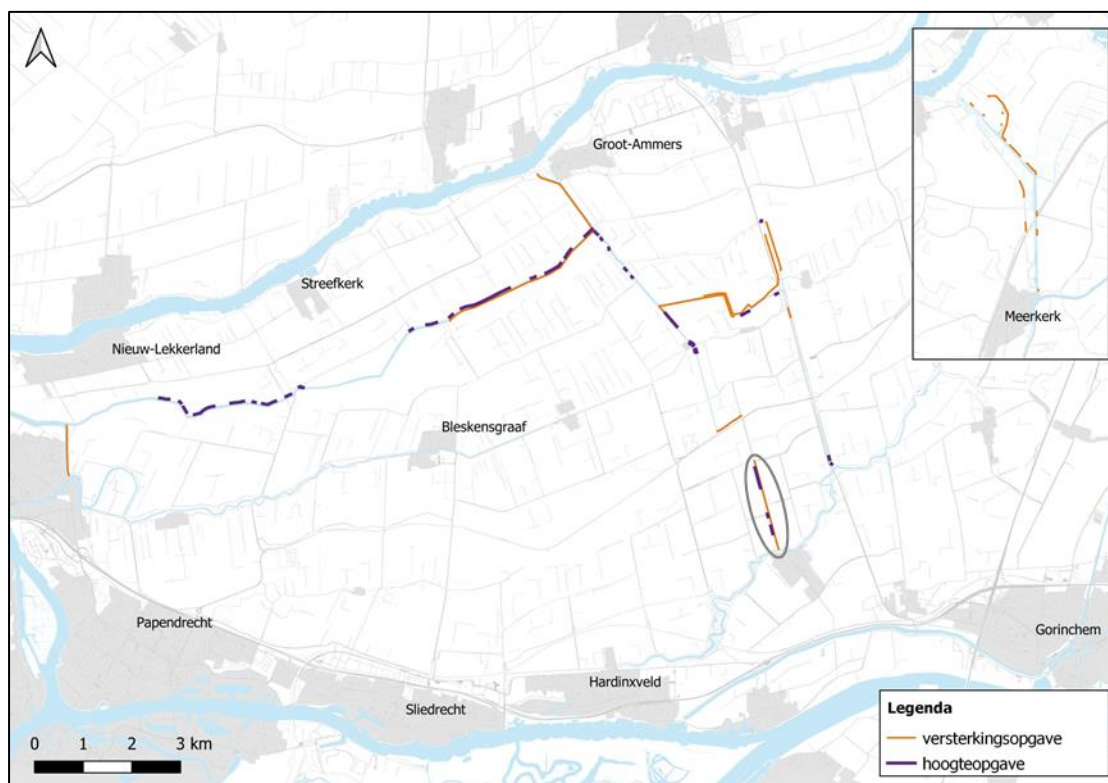 Groot-Ammers
Streefkerk
Nieuw-Lekkerland
Meerkerk
Bleskensgraaf
Papendrecht
Gorinchem
Hardinxveld
Sliedrecht
0 1 2 3 km
Legenda
versterkingsopgave
hoogteopgave